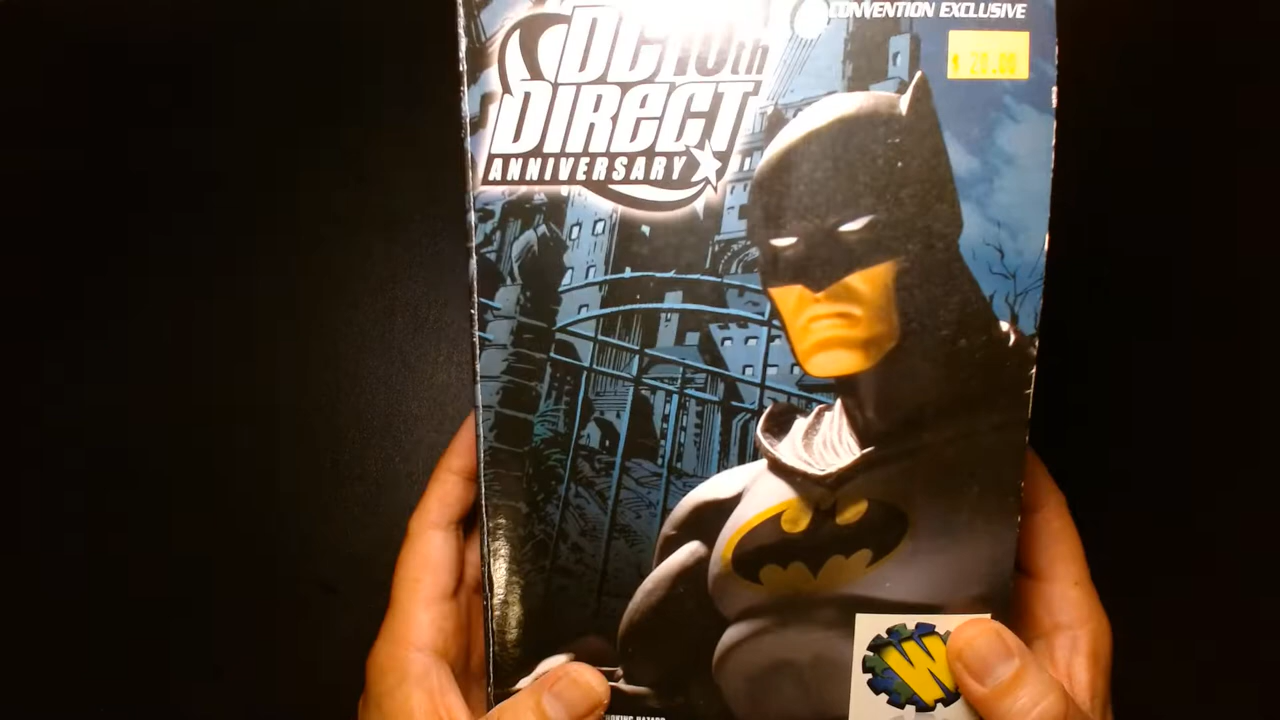 CONVENTION EXCLUSIVE
DC 10th
DIRECT
ANNIVERSARY
$ 20.00
W